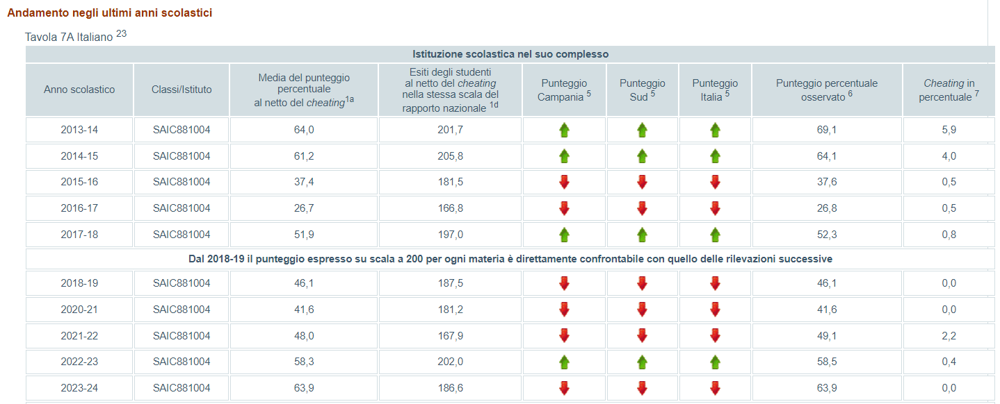 Andamento negli ultimi anni scolastici
Tavola 7A Italiano 23
Istituzione scolastica nel suo complesso
Anno scolastico
Classi/Istituto
Media del punteggio
percentuale
al netto del cheating1a
Esiti degli studenti
al netto del cheating
nella stessa scala del
rapporto nazionale 1d
Punteggio
Campania 5
Punteggio
Sud 5
Punteggio
Italia 5
Punteggio percentuale
osservato 6
Cheating in
percentuale 7
2013-14 SAIC881004 64,0 201,7 69,1 5,9
2014-15 SAIC881004 61,2 205,8 64,1 4,0
2015-16 SAIC881004 37,4 181,5 37,6 0,5
2016-17 SAIC881004 26,7 166,8 26,8 0,5
2017-18 SAIC881004 51,9 197,0 52,3 0,8
Dal 2018-19 il punteggio espresso su scala a 200 per ogni materia è direttamente confrontabile con quello delle rilevazioni successive
2018-19 SAIC881004 46,1 187,5 46,1 0,0
2020-21 SAIC881004 41,6 181,2 41,6 0,0
2021-22 SAIC881004 48,0 167,9 49,1 2,2
2022-23 SAIC881004 58,3 202,0 58,5 0,4
2023-24 SAIC881004 63,9 186,6 63,9 0,0